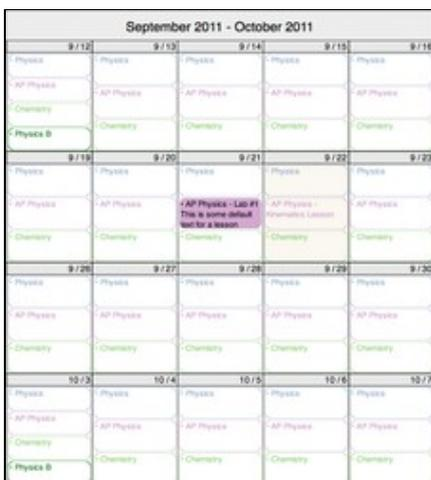 September 2011 - October 2011
9/12 9/13 9/14 9/15 9/16
Physics Physics Physics Physics Physics
AP Physics AP Physics AP Physics AP Physics AP Physics
Chemistry Chemistry Chemistry Chemistry Chemistry
Physics B
9/19 9/20 9/21 9/22 9/23
Physics Physics Physics Physics Physics
AP Physics AP Physics AP Physics - Lab #1 AP Physics - AP Physics
This is some default Kinematics Lesson
text for a lesson
Chemistry Chemistry Chemistry Chemistry Chemistry
9/26 9/27 9/28 9/29 9/30
Physics Physics Physics Physics Physics
AP Physics AP Physics AP Physics AP Physics AP Physics
Chemistry Chemistry Chemistry Chemistry Chemistry
10/3 10/4 10/5 10/6 10/7
Physics Physics Physics Physics Physics
AP Physics AP Physics AP Physics AP Physics AP Physics
Chemistry Chemistry Chemistry Chemistry Chemistry
Physics B